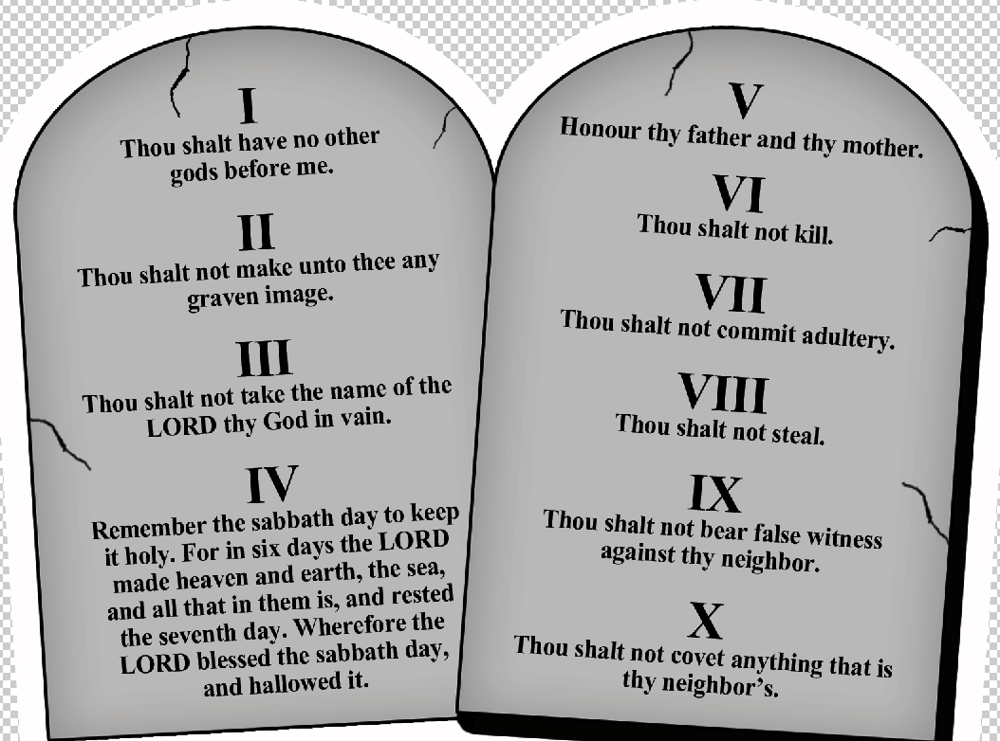 I
Thou shalt have no other
gods before me.
II
Thou shalt not make unto thee any
graven image.
III
Thou shalt not take the name of the
LORD thy God in vain.
IV
Remember the sabbath day to keep
it holy. For in six days the LORD
made heaven and earth, the sea,
and all that in them is, and rested
the seventh day. Wherefore the
LORD blessed the sabbath day,
and hallowed it.
V
Honour thy father and thy mother.
VI
Thou shalt not kill.
VII
Thou shalt not commit adultery.
VIII
Thou shalt not steal.
IX
Thou shalt not bear false witness
against thy neighbor.
X
Thou shalt not covet anything that is
thy neighbor’s.